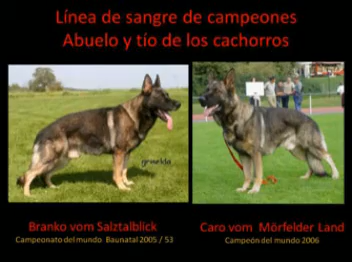 Línea de sangre de campeones
Abuelo y tío de los cachorros
Branko vom Salztalblick
Campeonato del mundo Baunatal 2005 / 53
Caro vom Mörfelder Land
Campeón del mundo 2006